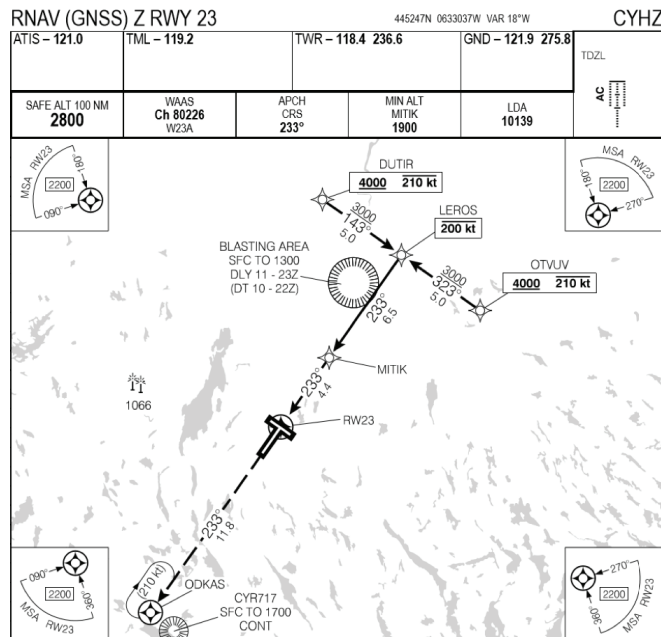 RNAV (GNSS) Z RWY 23
445247N 0633037W VAR 18°W
CYHZ
ATIS – 121.0
TML – 119.2
TWR – 118.4 236.6
GND – 121.9 275.8
TDZL
AC
SAFE ALT 100 NM
2800
WAAS
Ch 80226
W23A
APCH
CRS
233°
MIN ALT
MITIK
1900
LDA
10139
MSA RW23
180°
2200
090°
MSA RW23
180°
2200
270°
DUTIR
4000 210 kt
3000
143°
5.0
LEROS
200 kt
BLASTING AREA
SFC TO 1300
DLY 11 - 23Z
(DT 10 - 22Z)
3000
323°
5.0
OTVUV
4000 210 kt
233°
6.5
MITIK
233°
4.4
1066
RW23
233°
11.8
(210 kt)
ODKAS
CYR717
SFC TO 1700
CONT
090°
2200
360°
MSA RW23
270°
2200
360°
MSA RW23